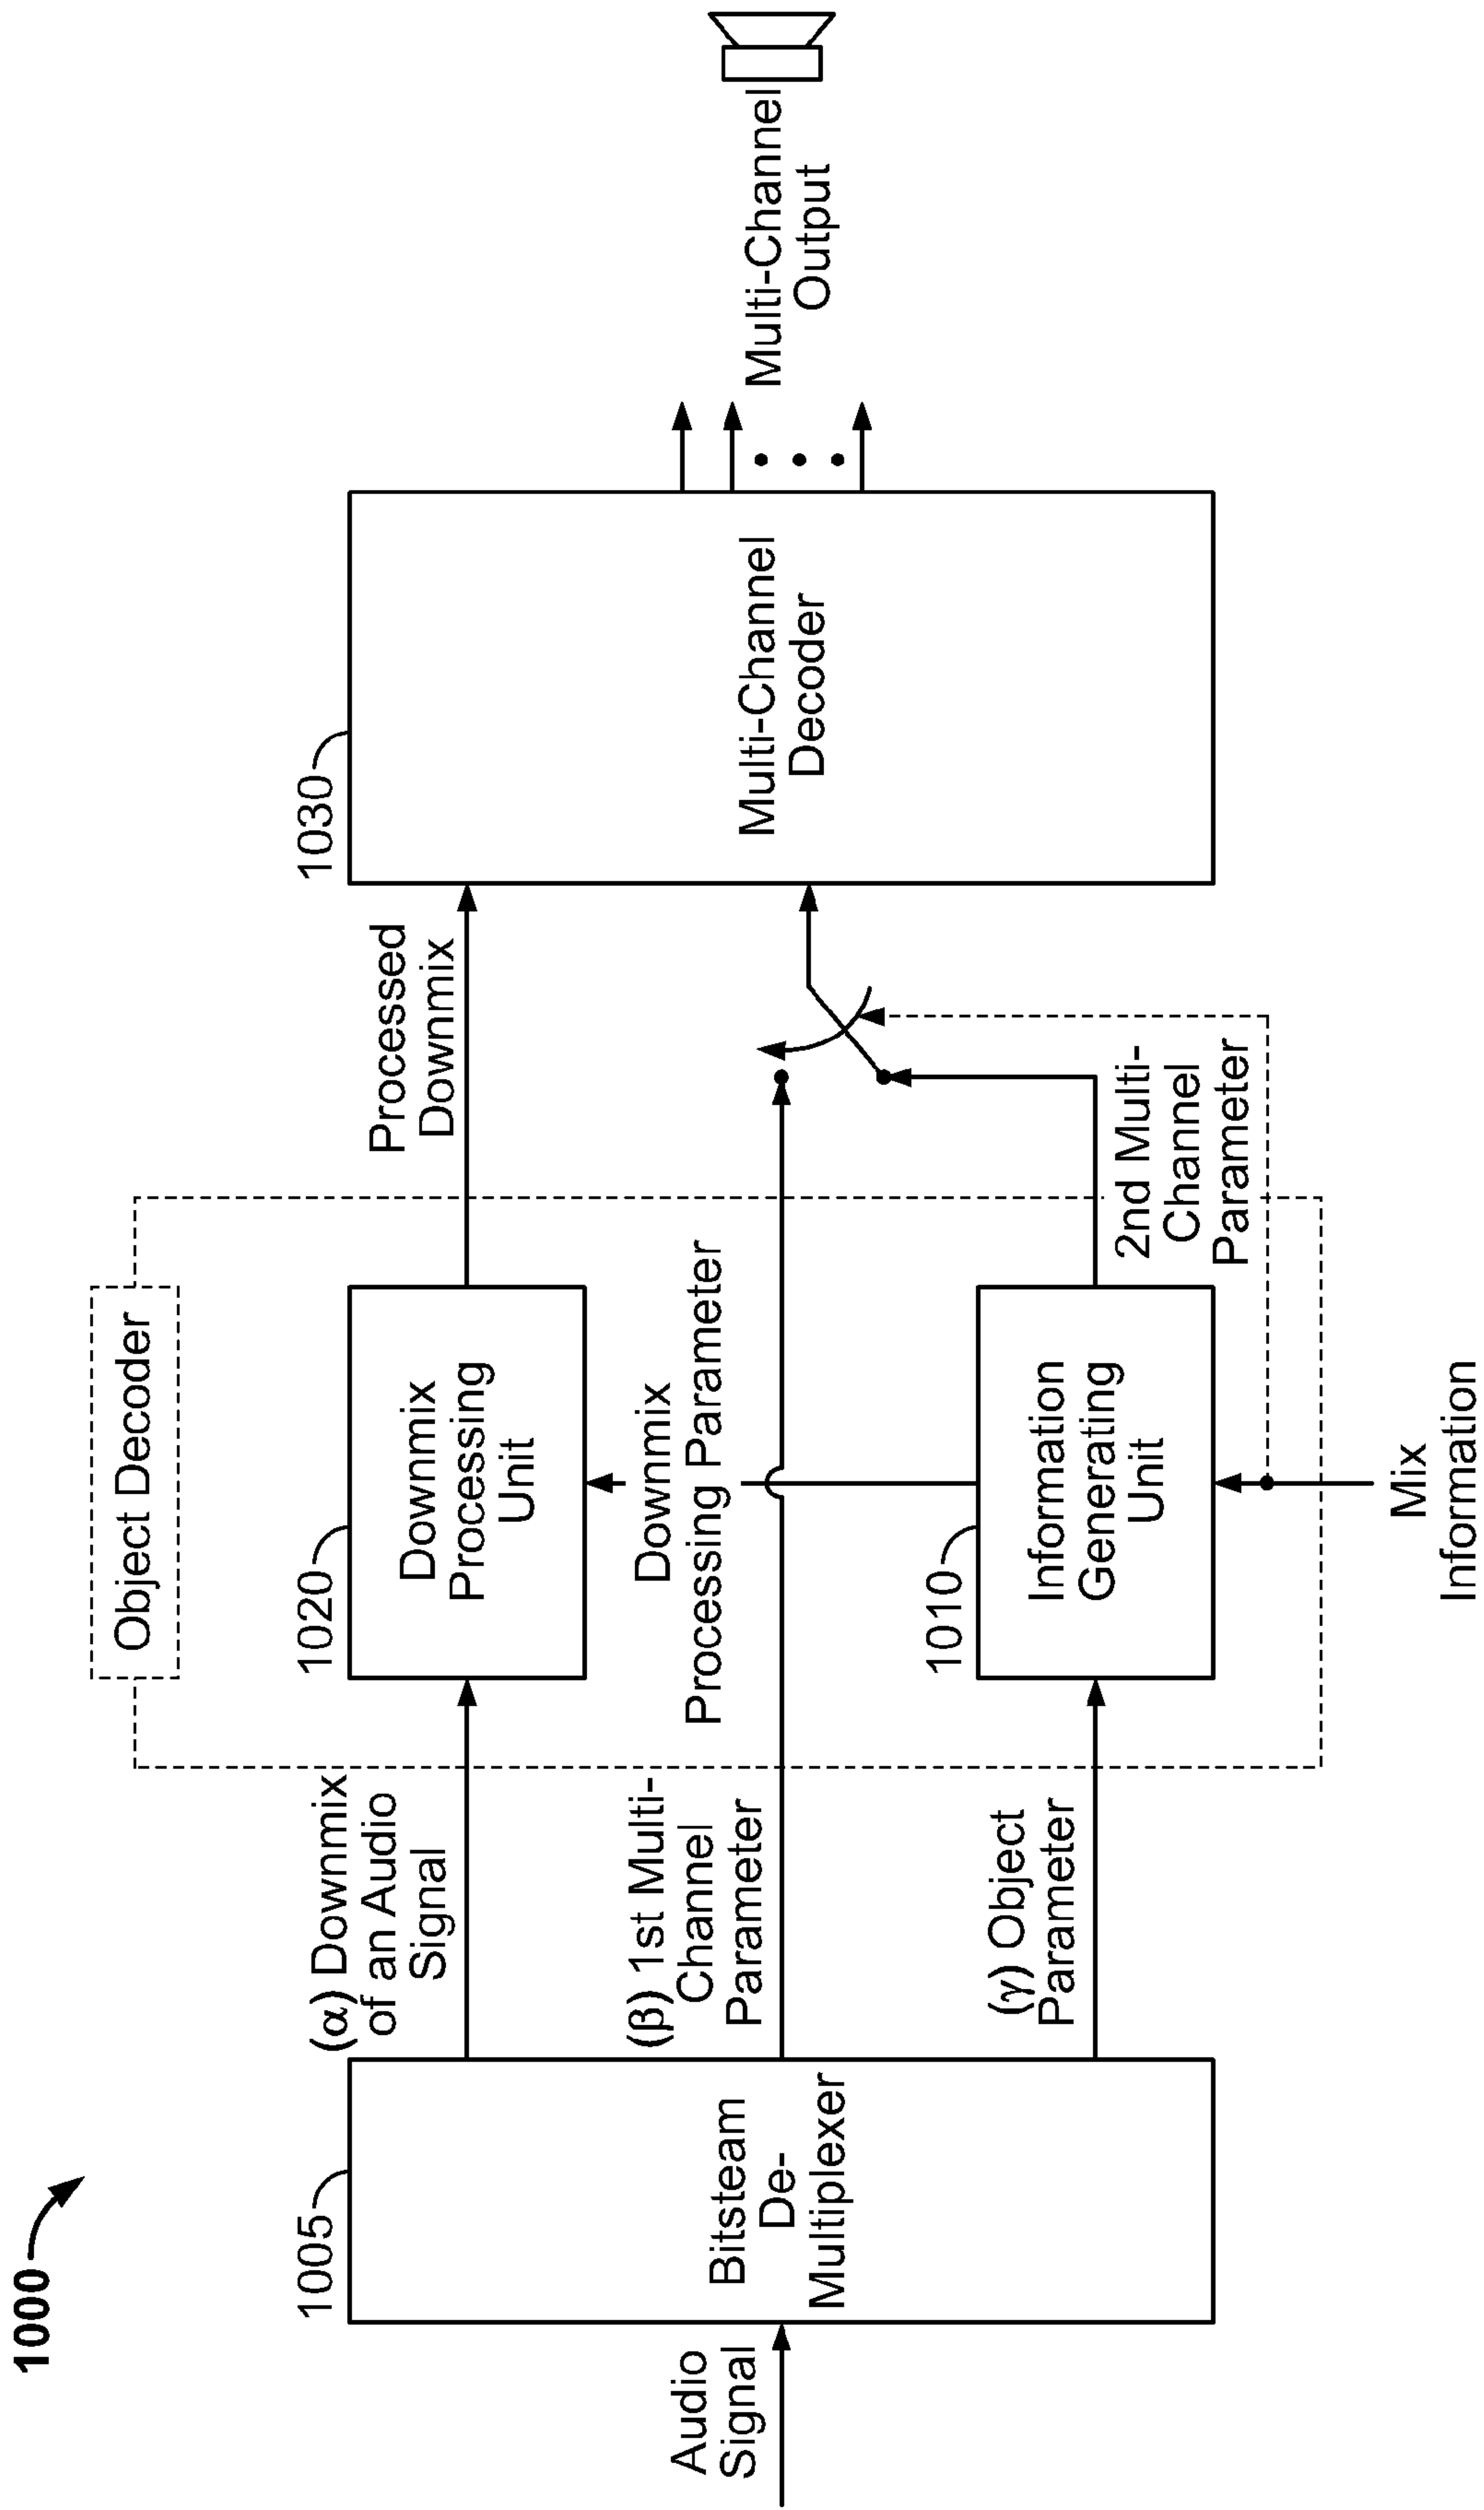 1000
Audio
Signal
1005
Bitsteam
De-
Multiplexer
(α) Downmix
of an Audio
Signal
(β) 1st Multi-
Channel
Parameter
(γ) Object
Parameter
Object Decoder
1020
Downmix
Processing
Unit
Downmix
Processing Parameter
1010
Information
Generating
Unit
Mix
Information
Processed
Downmix
2nd Multi-
Channel
Parameter
1030
Multi-Channel
Decoder
Multi-Channel
Output